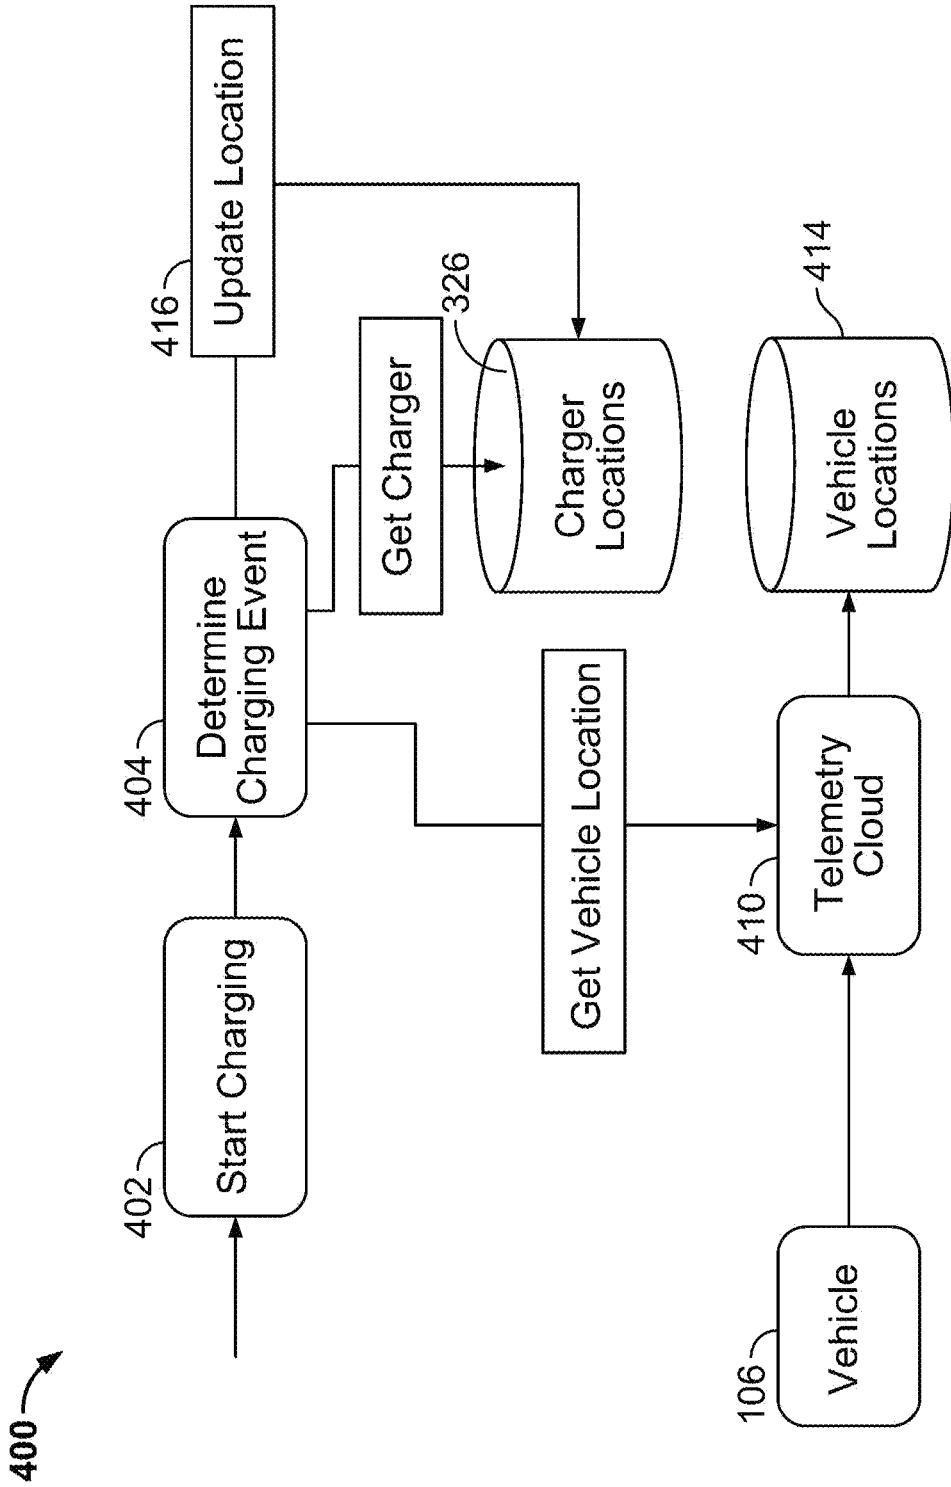 400
402
Start Charging
404
Determine
Charging Event
416
Update Location
Get Charger
326
Charger
Locations
Get Vehicle Location
106
Vehicle
410
Telemetry
Cloud
414
Vehicle
Locations